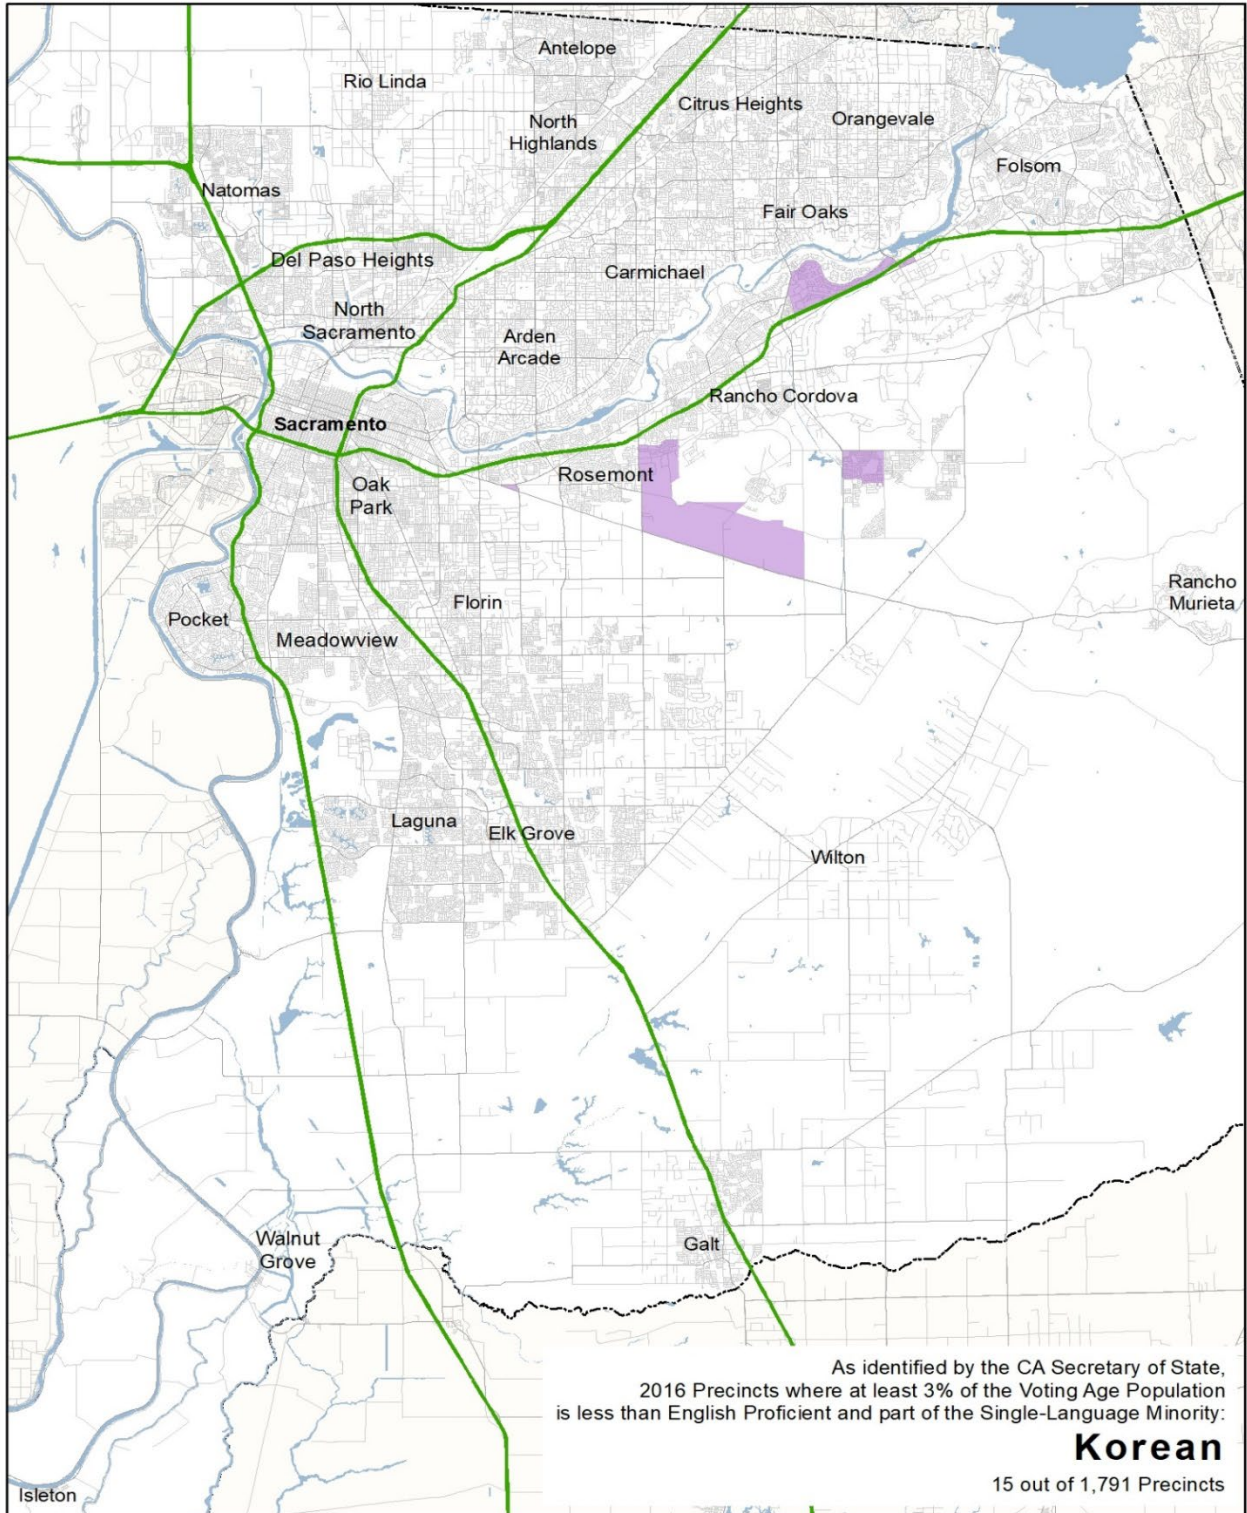 Antelope
Rio Linda
Citrus Heights
North
Highlands
Orangevale
Folsom
Natomas
Fair Oaks
Del Paso Heights
Carmichael
North
Sacramento
Arden
Arcade
Rancho Cordova
Sacramento
Rosemont
Oak
Park
Rancho
Murieta
Florin
Pocket
Meadowview
Laguna
Elk Grove
Wilton
Walnut
Grove
Galt
Isleton
As identified by the CA Secretary of State,
2016 Precincts where at least 3% of the Voting Age Population
is less than English Proficient and part of the Single-Language Minority:
Korean
15 out of 1,791 Precincts